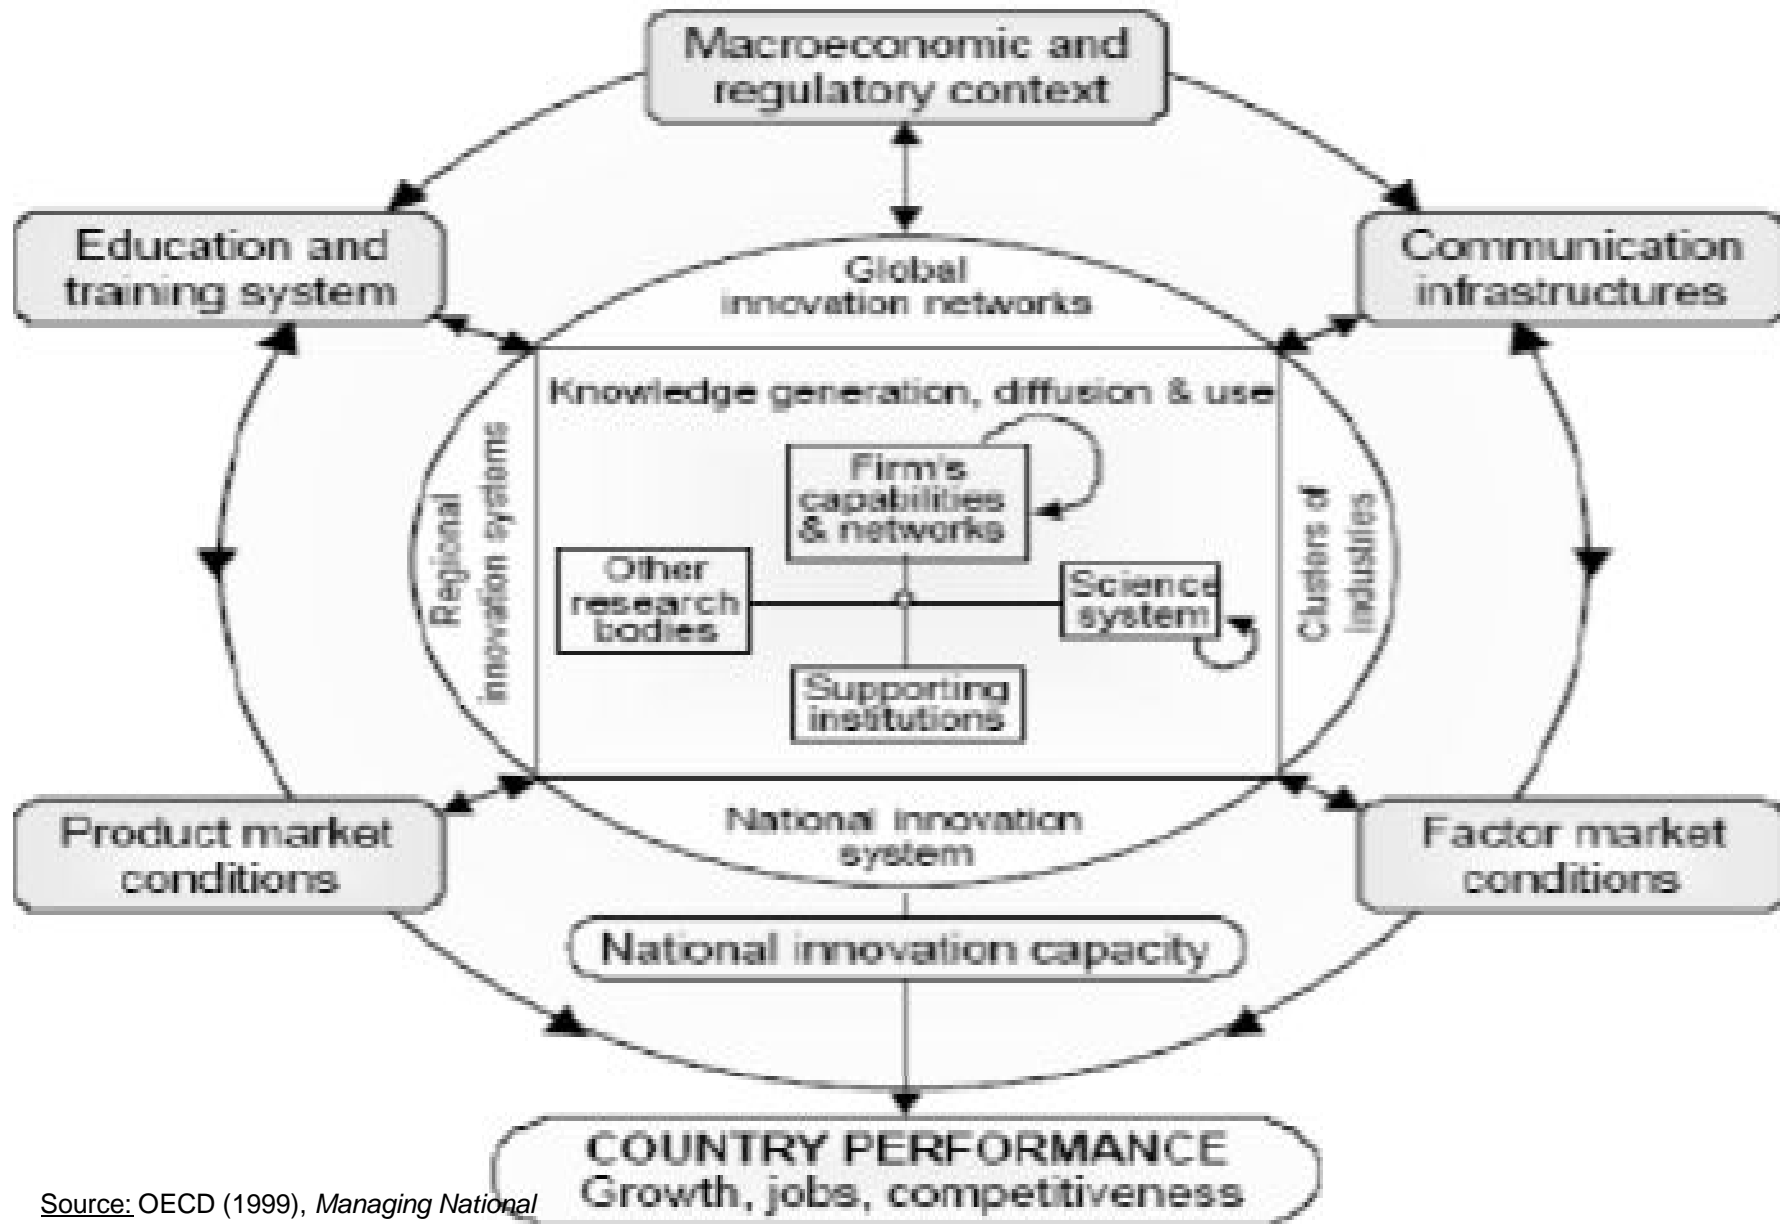 Macroeconomic and
regulatory context
Education and
training system
Communication
infrastructures
Global
innovation networks
Knowledge generation, diffusion & use
Regional
innovation systems
Firm's
capabilities
& networks
Clusters of
industries
Other
research
bodies
Science
system
Supporting
institutions
Product market
conditions
National innovation
system
Factor market
conditions
National innovation capacity
COUNTRY PERFORMANCE
Growth, jobs, competitiveness
Source: OECD (1999), Managing National